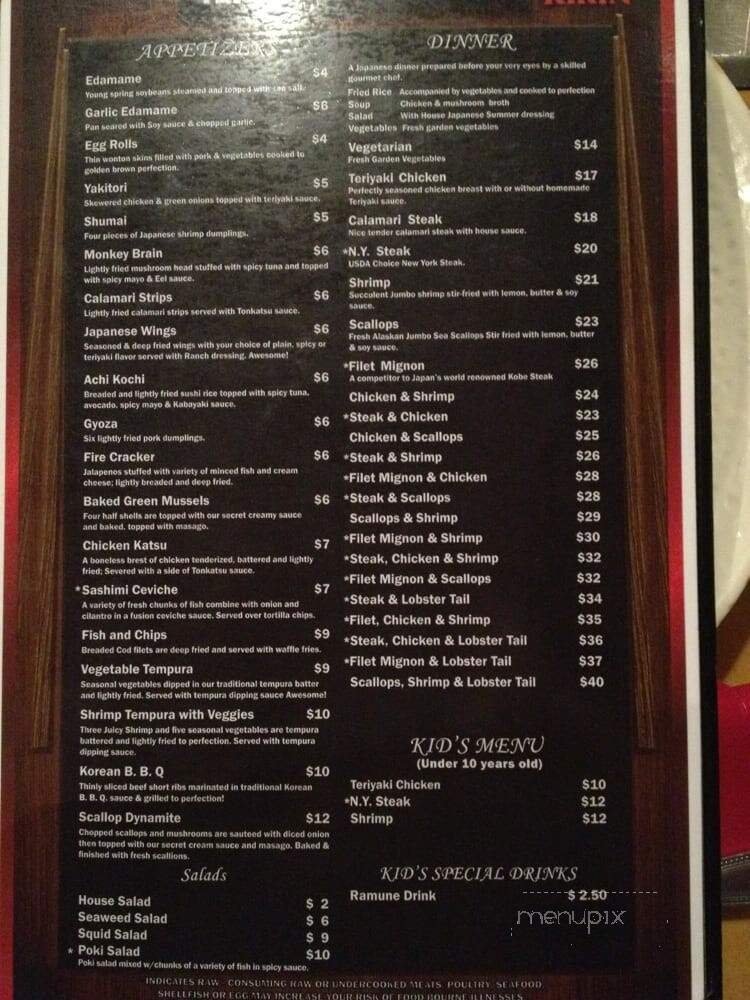 KIRIN
APPETIZERS
Edamame $4
Young spring soybeans steamed and topped with sea salt.
Garlic Edamame $6
Pan seared with Soy sauce & chopped garlic.
Egg Rolls $4
Thin wonton skins filled with pork & vegetables cooked to
golden brown perfection.
Yakitori $5
Skewered chicken & green onions topped with teriyaki sauce.
Shumai $5
Four pieces of Japanese shrimp dumplings.
Monkey Brain $6
Lightly fried mushroom head stuffed with spicy tuna and topped
with spicy mayo & Eel sauce.
Calamari Strips $6
Lightly fried calamari strips served with Tonkatsu sauce.
Japanese Wings $6
Seasoned & deep fried wings with your choice of plain, spicy or
teriyaki flavor served with Ranch dressing. Awesome!
Achi Kochi $6
Breaded and lightly fried sushi rice topped with spicy tuna,
avocado, spicy mayo & Kabayaki sauce.
Gyoza $6
Six lightly fried pork dumplings.
Fire Cracker $6
Jalapenos stuffed with variety of minced fish and cream
cheese; lightly breaded and deep fried.
Baked Green Mussels $6
Four half shells are topped with our secret creamy sauce
and baked, topped with masago.
Chicken Katsu $7
A boneless brest of chicken tenderized, battered and lightly
fried; Severed with a side of Tonkatsu sauce.
*Sashimi Ceviche $7
A variety of fresh chunks of fish combine with onion and
cilantro in a fusion ceviche sauce. Served over tortilla chips.
Fish and Chips $9
Breaded Cod filets are deep fried and served with waffle fries.
Vegetable Tempura $9
Seasonal vegetables dipped in our traditional tempura batter
and lightly fried. Served with tempura dipping sauce Awesome!
Shrimp Tempura with Veggies $10
Three Juicy Shrimp and five seasonal vegetables are tempura
battered and lightly fried to perfection. Served with tempura
dipping sauce.
Korean B. B. Q $10
Thinly sliced beef short ribs marinated in traditional Korean
B. B. Q. sauce & grilled to perfection!
Scallop Dynamite $12
Chopped scallops and mushrooms are sauteed with diced onion
then topped with our secret cream sauce and masago. Baked &
finished with fresh scallions.
Salads
House Salad $ 2
Seaweed Salad $ 6
Squid Salad $ 9
* Poki Salad $10
Poki salad mixed w/chunks of a variety of fish in spicy sauce.
DINNER
A Japanese dinner prepared before your very eyes by a skilled
gourmet chef.
Fried Rice Accompanied by vegetables and cooked to perfection
Soup Chicken & mushroom broth
Salad With House Japanese Summer dressing
Vegetables Fresh garden vegetables
Vegetarian $14
Fresh Garden Vegetables
Teriyaki Chicken $17
Perfectly seasoned chicken breast with or without homemade
Teriyaki sauce.
Calamari Steak $18
Nice tender calamari steak with house sauce.
*N.Y. Steak $20
USDA Choice New York Steak.
Shrimp $21
Succulent Jumbo shrimp stir-fried with lemon, butter & soy
sauce.
Scallops $23
Fresh Alaskan Jumbo Sea Scallops Stir fried with lemon, butter
& soy sauce.
*Filet Mignon $26
A competitor to Japan's world renowned Kobe Steak
Chicken & Shrimp $24
*Steak & Chicken $23
Chicken & Scallops $25
*Steak & Shrimp $26
*Filet Mignon & Chicken $28
*Steak & Scallops $28
Scallops & Shrimp $29
*Filet Mignon & Shrimp $30
*Steak, Chicken & Shrimp $32
*Filet Mignon & Scallops $32
*Steak & Lobster Tail $34
*Filet, Chicken & Shrimp $35
*Steak, Chicken & Lobster Tail $36
*Filet Mignon & Lobster Tail $37
Scallops, Shrimp & Lobster Tail $40
KID'S MENU
(Under 10 years old)
Teriyaki Chicken $10
*N.Y. Steak $12
Shrimp $12
KID'S SPECIAL DRINKS
Ramune Drink $ 2.50
menupix
INDICATES RAW - CONSUMING RAW OR UNDERCOOKED MEATS, POULTRY, SEAFOOD,
SHELLFISH OR EGG MAY INCREASE YOUR RISK OF FOOD BOURNE ILLNESSES